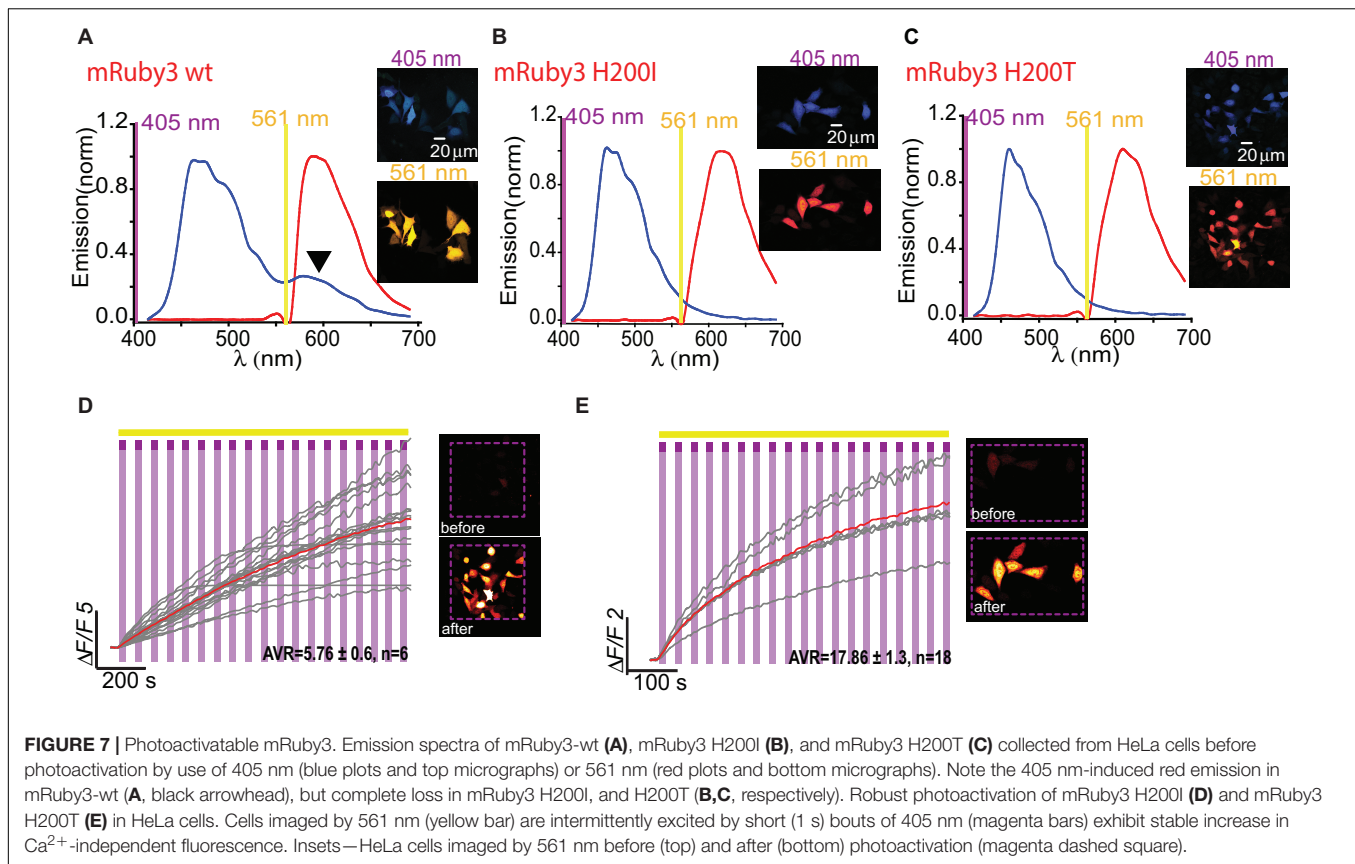 A
mRuby3 wt
405 nm
20 µm
561 nm
405 nm
561 nm
Emission(norm)
1.2
0.8
0.4
0.0
400
500
600
700
λ (nm)
B
mRuby3 H200I
405 nm
20 µm
561 nm
405 nm
561 nm
Emission(norm)
1.2
0.8
0.4
0.0
400
500
600
700
λ (nm)
C
mRuby3 H200T
405 nm
20 µm
561 nm
405 nm
561 nm
Emission(norm)
1.2
0.8
0.4
0.0
400
500
600
700
λ (nm)
D
before
after
ΔF/F 5
200 s
AVR=5.76 ± 0.6, n=6
E
before
after
ΔF/F 2
100 s
AVR=17.86 ± 1.3, n=18
FIGURE 7 | Photoactivatable mRuby3. Emission spectra of mRuby3-wt (A), mRuby3 H200I (B), and mRuby3 H200T (C) collected from HeLa cells before
photoactivation by use of 405 nm (blue plots and top micrographs) or 561 nm (red plots and bottom micrographs). Note the 405 nm-induced red emission in
mRuby3-wt (A, black arrowhead), but complete loss in mRuby3 H200I, and H200T (B,C, respectively). Robust photoactivation of mRuby3 H200I (D) and mRuby3
H200T (E) in HeLa cells. Cells imaged by 561 nm (yellow bar) are intermittently excited by short (1 s) bouts of 405 nm (magenta bars) exhibit stable increase in
Ca²⁺-independent fluorescence. Insets—HeLa cells imaged by 561 nm before (top) and after (bottom) photoactivation (magenta dashed square).